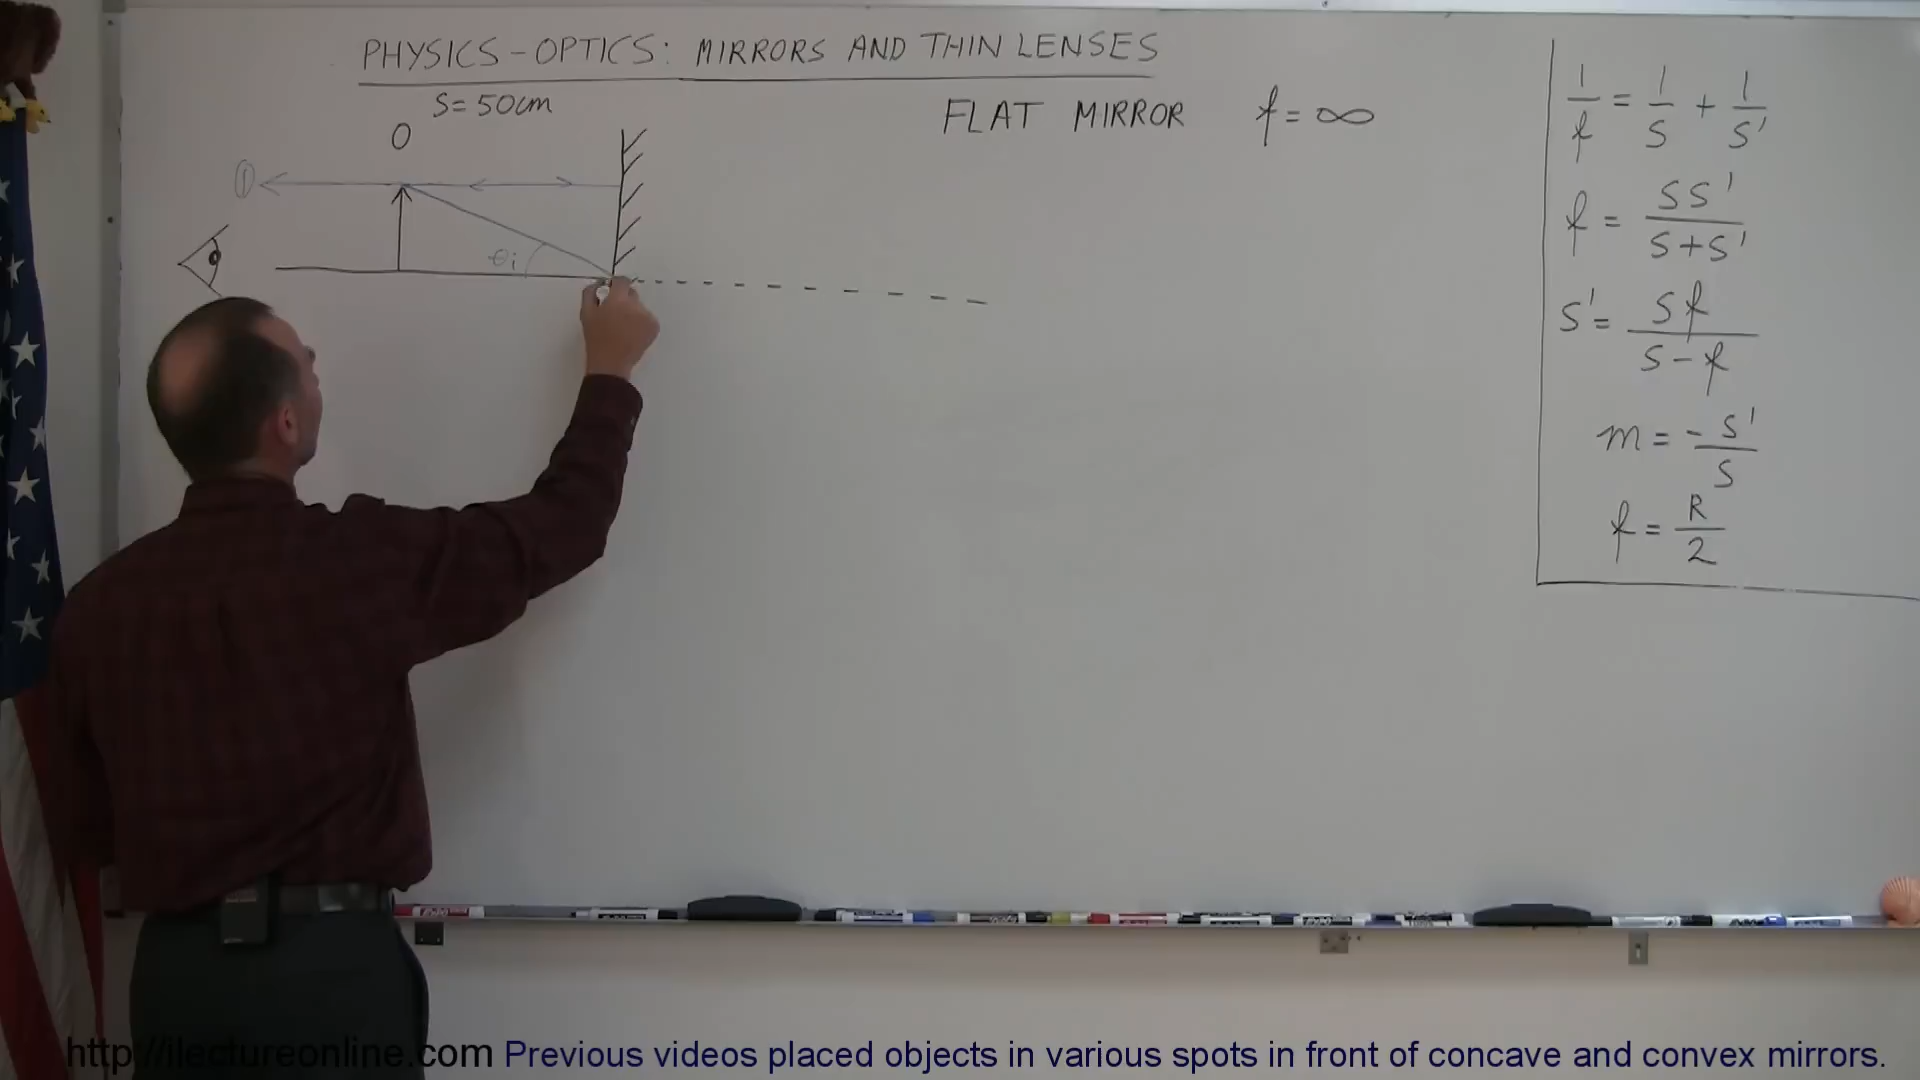 PHYSICS - OPTICS: MIRRORS AND THIN LENSES
S = 50cm
FLAT MIRROR f = ∞
O
①
θi
1/f = 1/S + 1/S'
f = SS'/S+S'
S' = Sf/S-f
m = -S'/S
f = R/2
http://ilectureonline.com Previous videos placed objects in various spots in front of concave and convex mirrors.